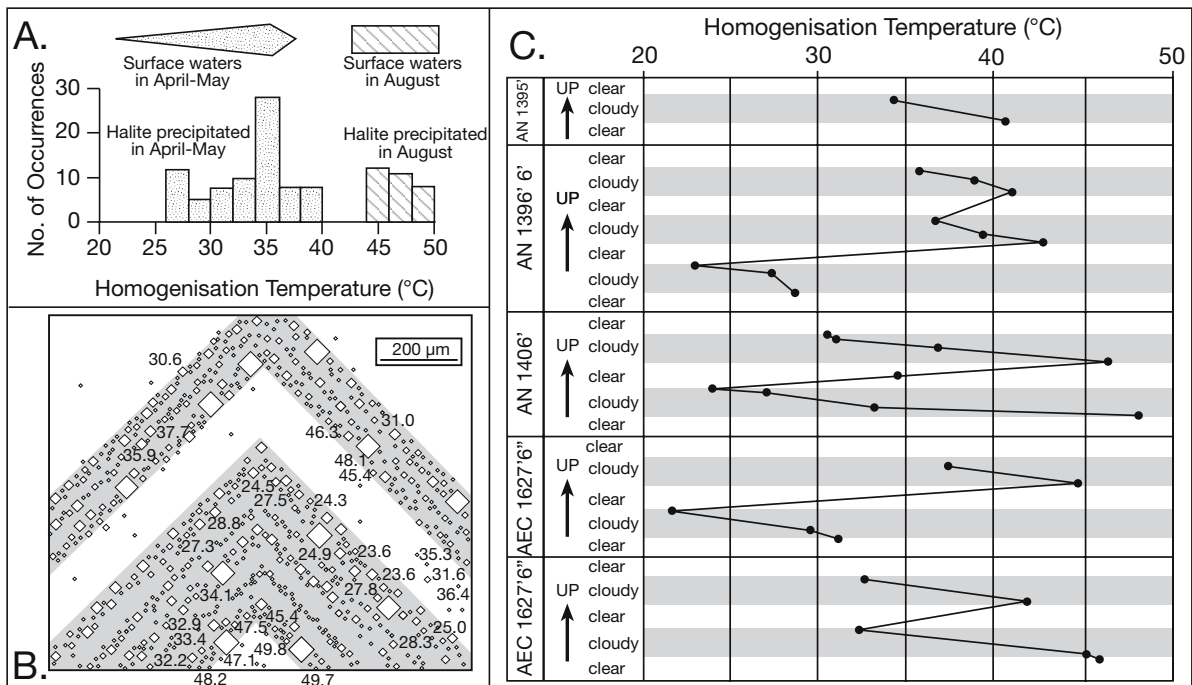 A.
Surface waters
in April-May
Surface waters
in August
No. of Occurrences
30
20
10
0
Halite precipitated
in April-May
Halite precipitated
in August
20 25 30 35 40 45 50
Homogenisation Temperature (°C)
B.
200 µm
30.6
37.7
35.9
31.0
46.3
48.1
45.4
24.5
27.5
24.3
28.8
27.3
24.9
23.6
35.3
23.6
31.6
27.8
36.4
34.1
32.9
45.4
47.5
25.0
33.4
49.8
28.3
32.2
47.1
48.2
49.7
C.
Homogenisation Temperature (°C)
20 30 40 50
AN 1395'
UP
clear
cloudy
clear
AN 1396' 6'
UP
clear
cloudy
clear
cloudy
clear
cloudy
clear
AN 1406'
UP
clear
cloudy
clear
cloudy
clear
AEC 1627'6"
UP
clear
cloudy
clear
cloudy
clear
AEC 1627'6"
UP
clear
cloudy
clear
cloudy
clear